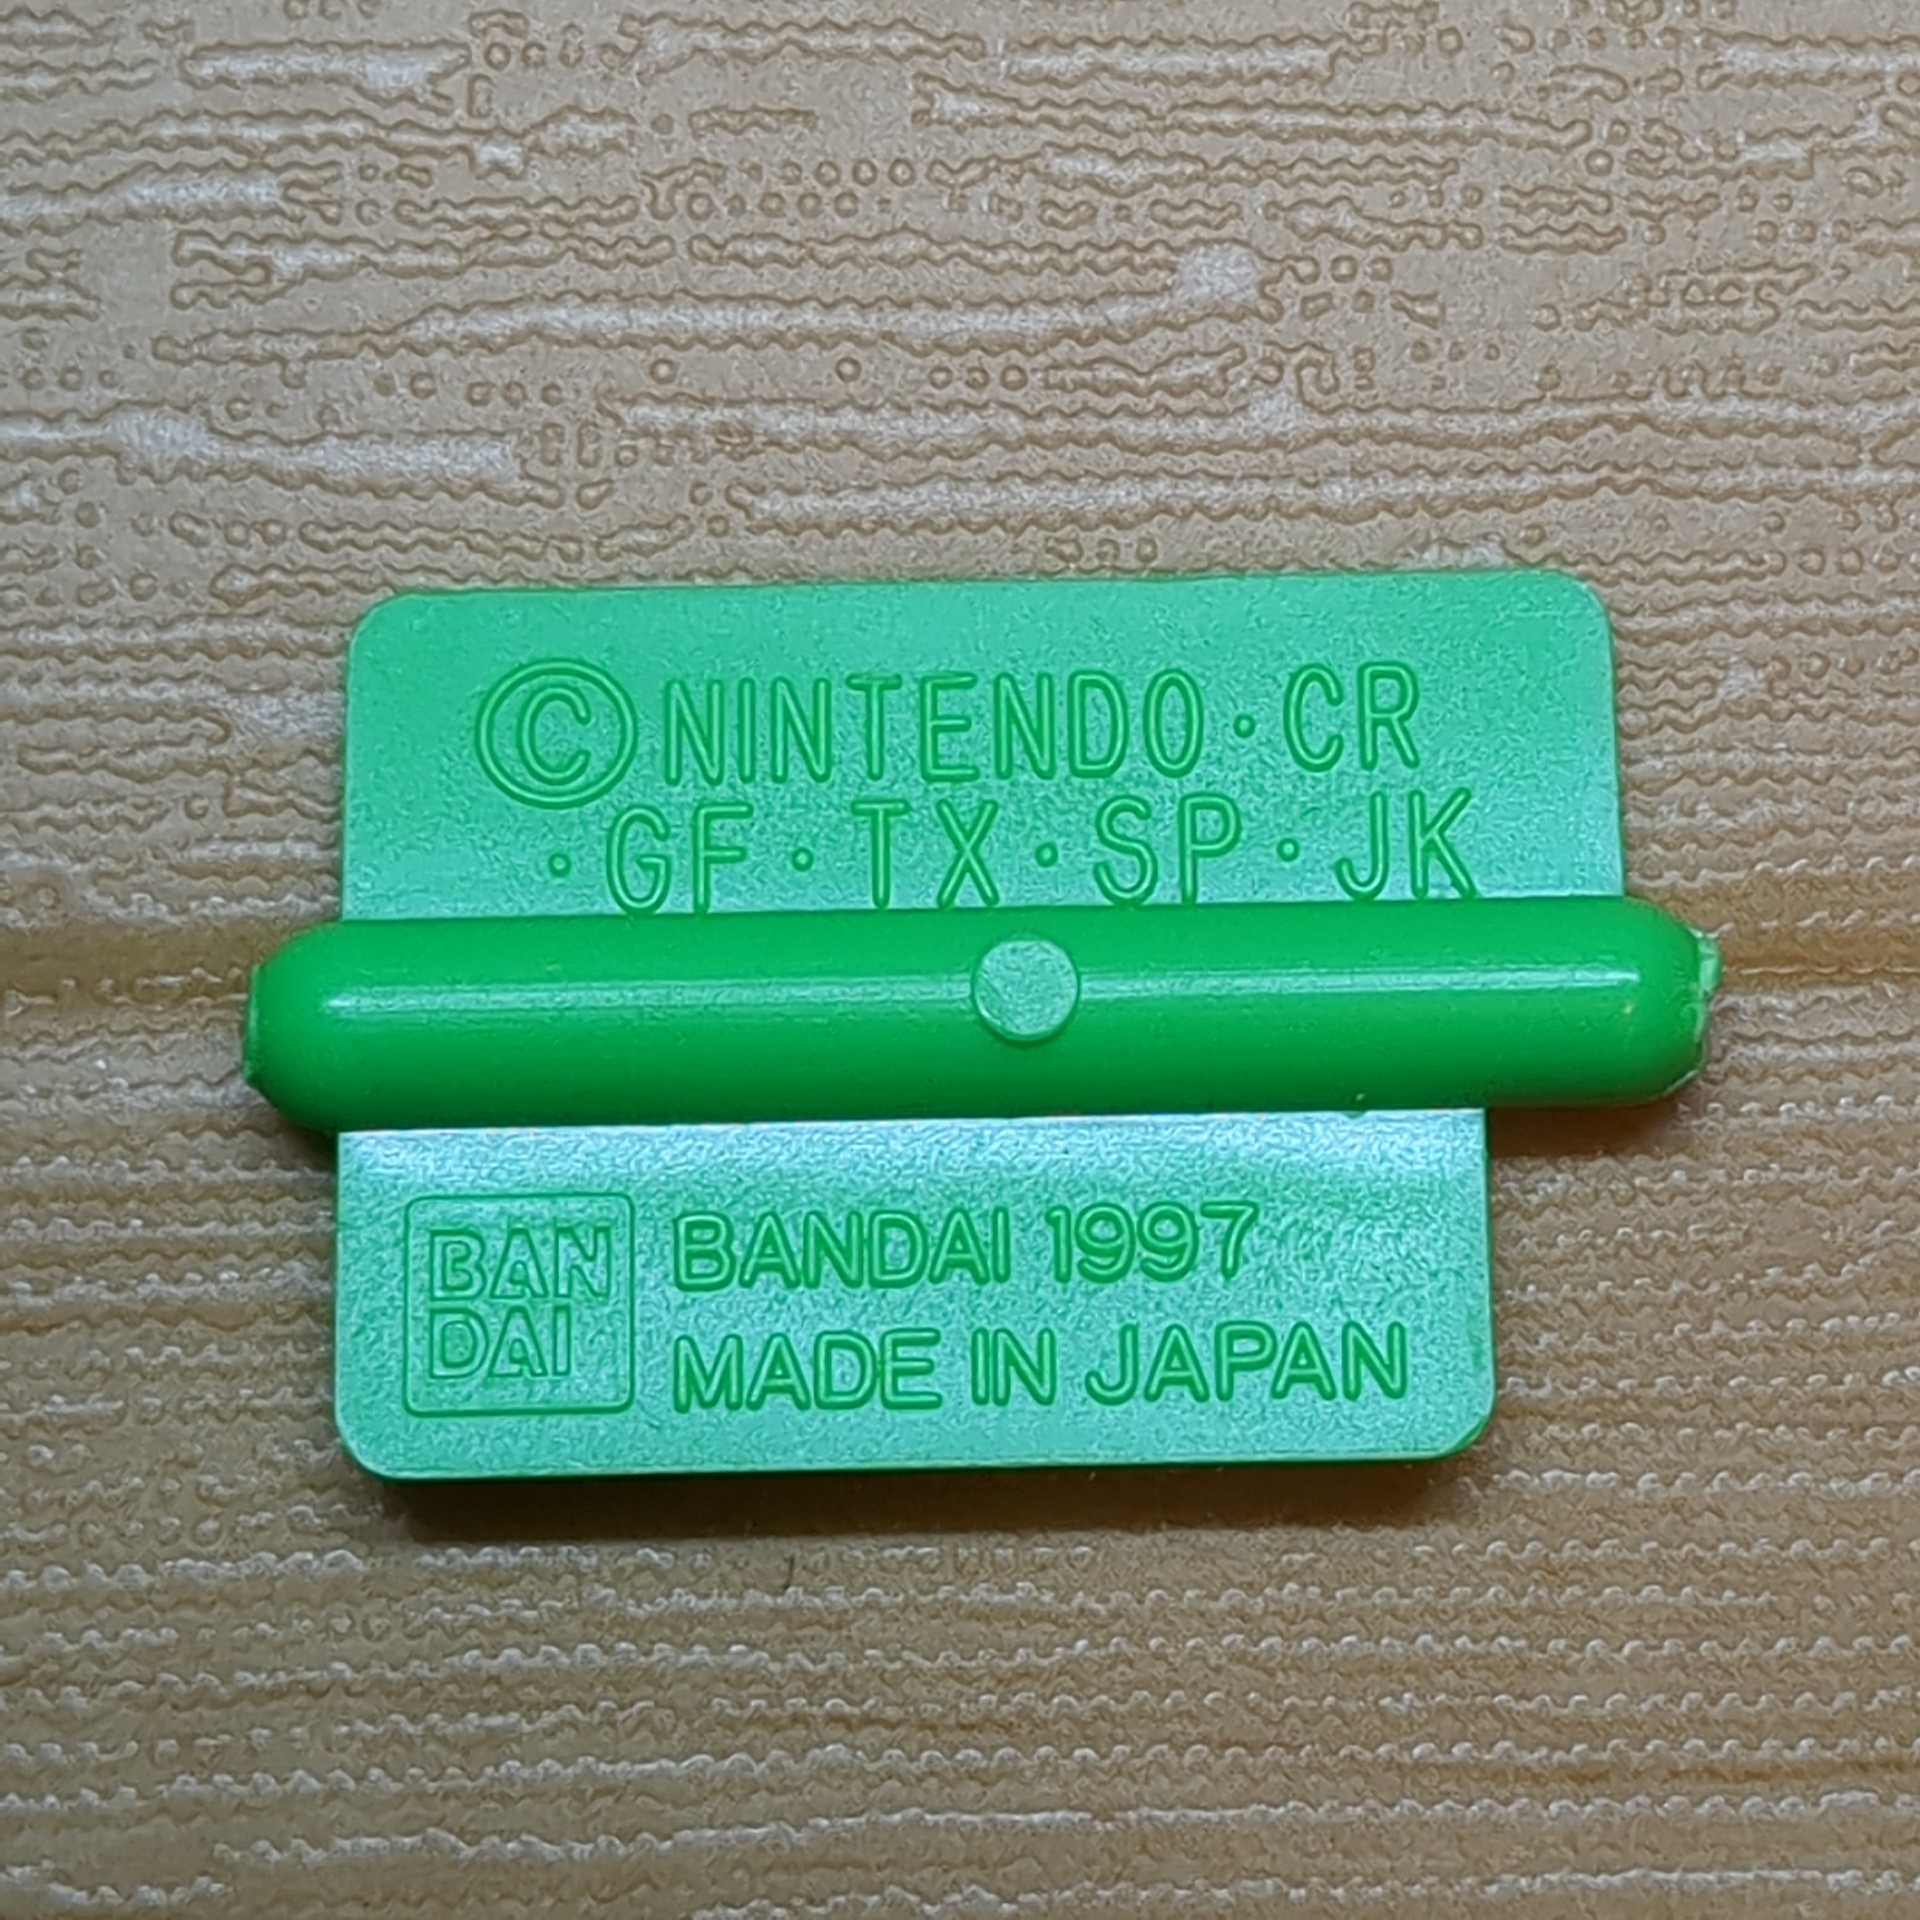 ©NINTENDO・CR
・GF・TX・SP・JK
BAN
DAI
BANDAI 1997
MADE IN JAPAN